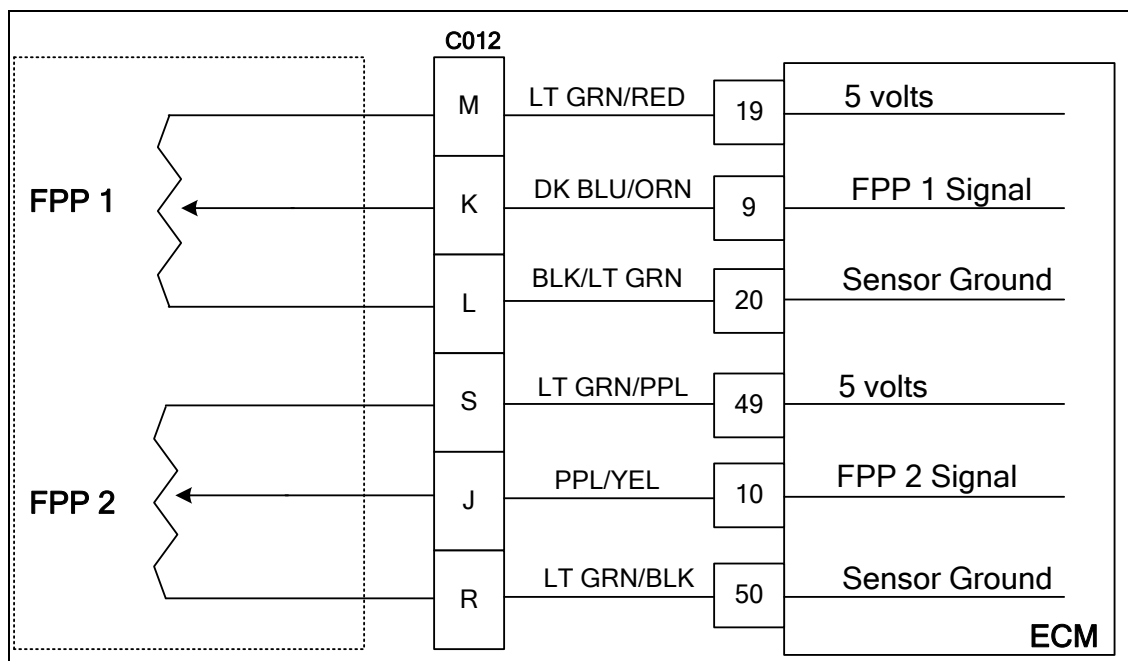 C012
FPP 1
M
LT GRN/RED
19
5 volts
K
DK BLU/ORN
9
FPP 1 Signal
L
BLK/LT GRN
20
Sensor Ground
FPP 2
S
LT GRN/PPL
49
5 volts
J
PPL/YEL
10
FPP 2 Signal
R
LT GRN/BLK
50
Sensor Ground
ECM